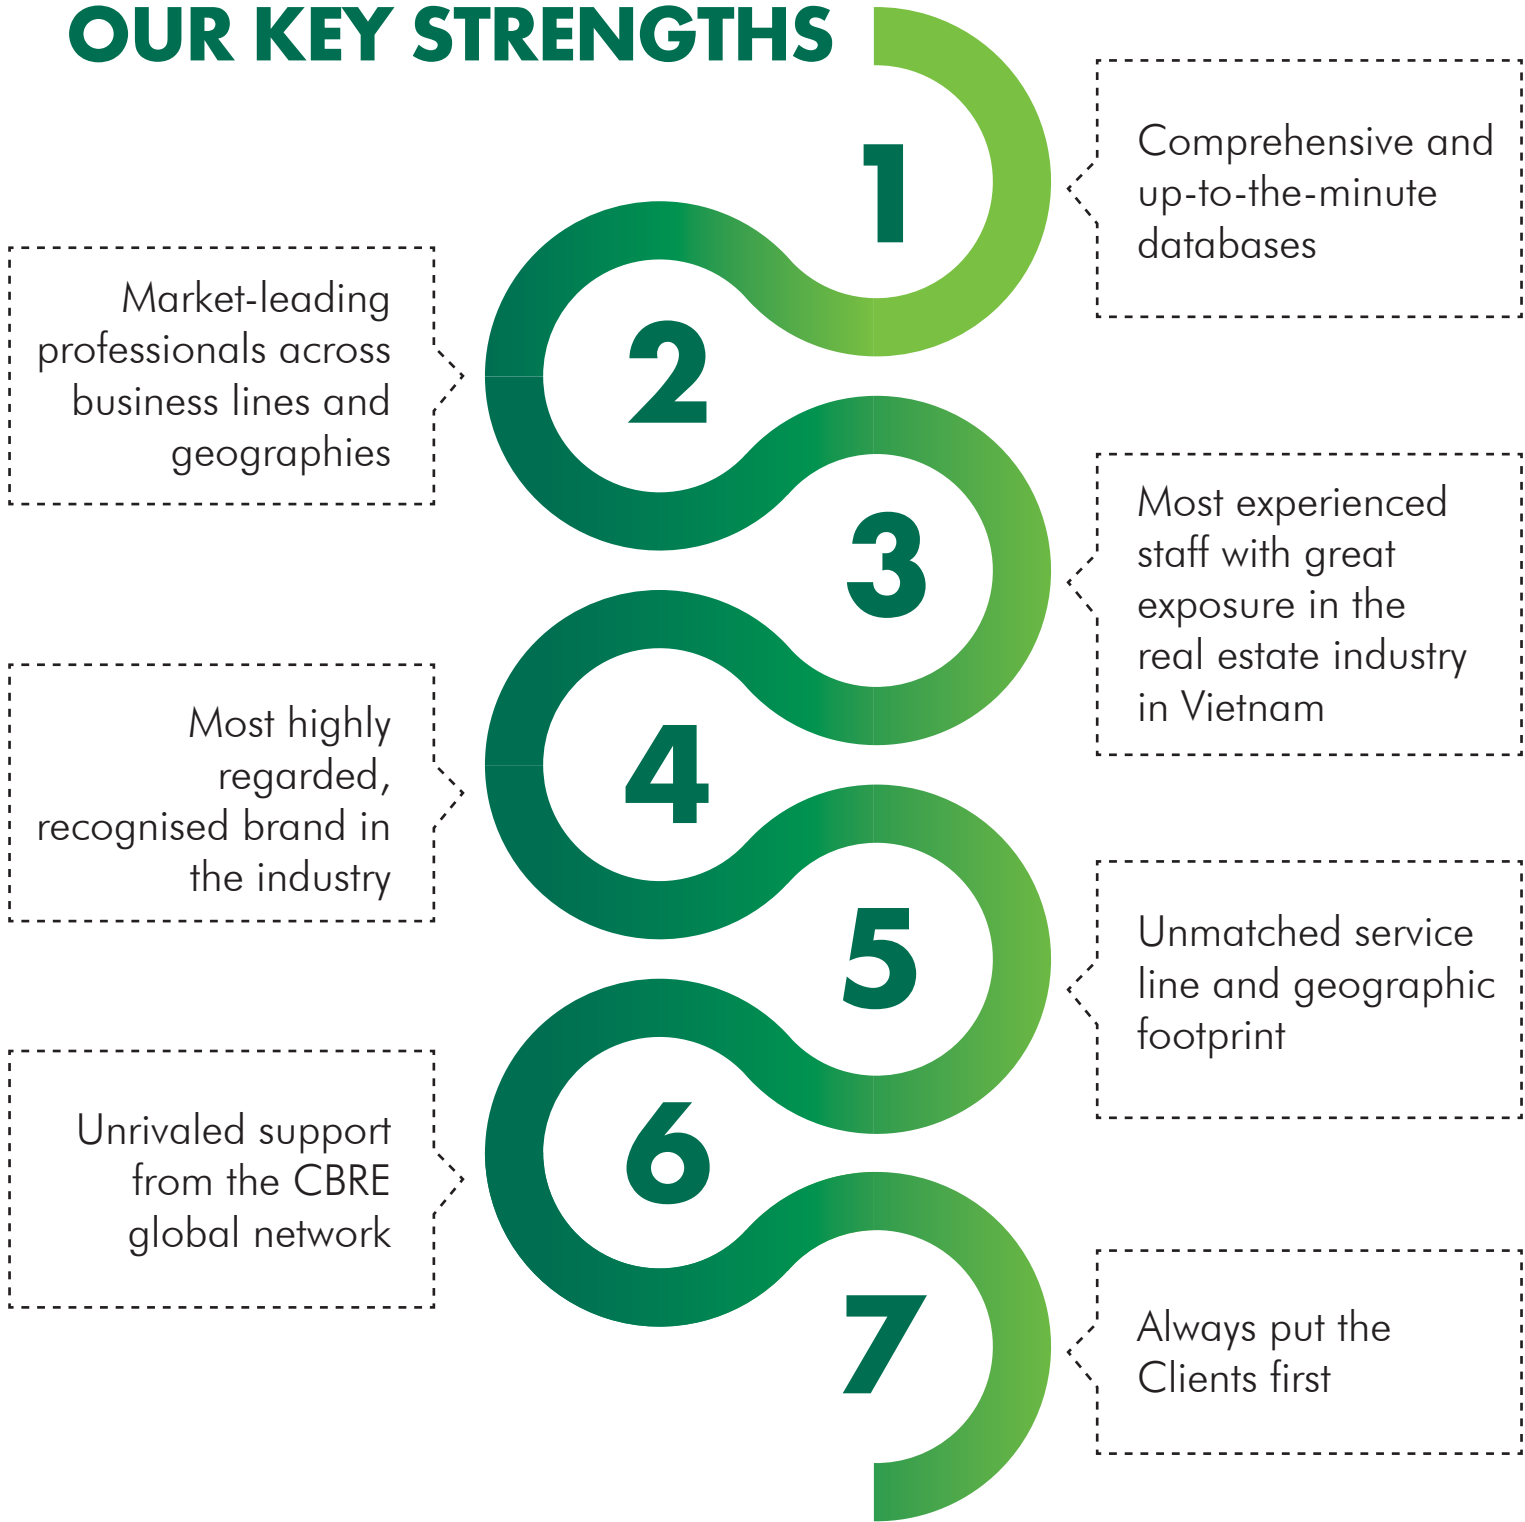 OUR KEY STRENGTHS
1
Comprehensive and
up-to-the-minute
databases
2
Market-leading
professionals across
business lines and
geographies
3
Most experienced
staff with great
exposure in the
real estate industry
in Vietnam
4
Most highly
regarded,
recognised brand in
the industry
5
Unmatched service
line and geographic
footprint
6
Unrivaled support
from the CBRE
global network
7
Always put the
Clients first